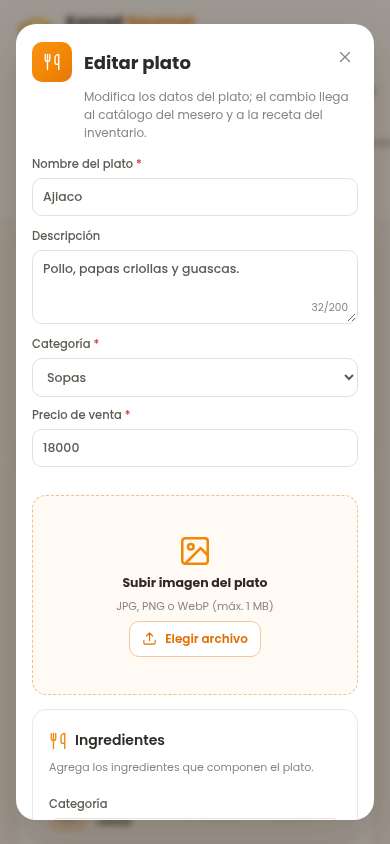 Editar plato
Modifica los datos del plato; el cambio llega
al catálogo del mesero y a la receta del
inventario.
Nombre del plato *
Ajiaco
Descripción
Pollo, papas criollas y guascas.
32/200
Categoría *
Sopas
Precio de venta *
18000
Subir imagen del plato
JPG, PNG o WebP (máx. 1 MB)
Elegir archivo
Ingredientes
Agrega los ingredientes que componen el plato.
Categoría